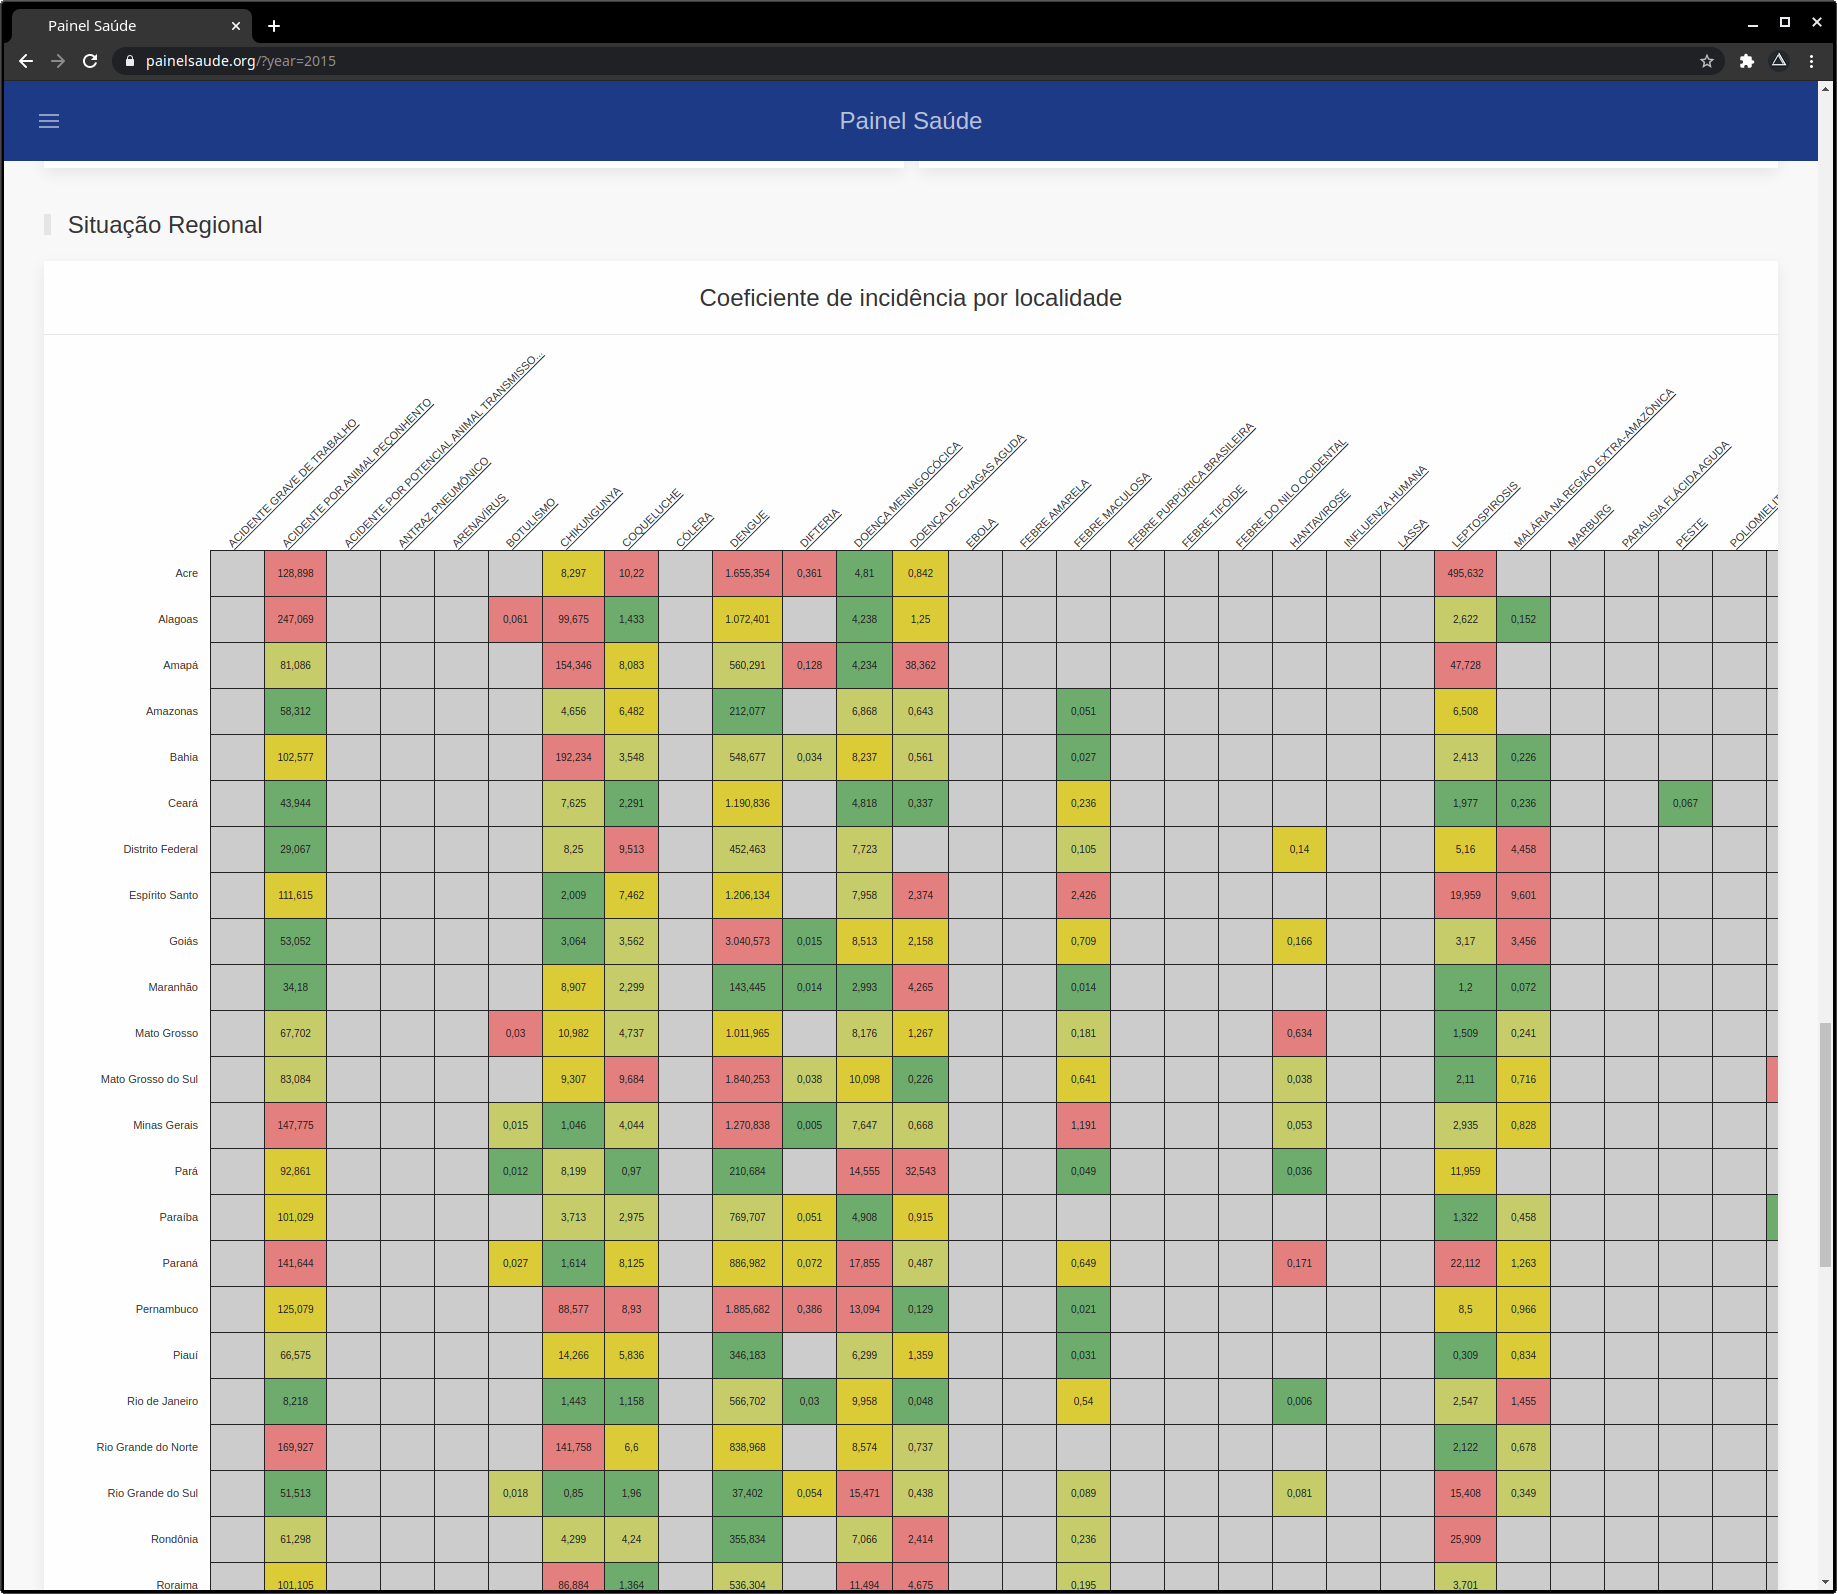 Painel Saúde
painelsaude.org/?year=2015
Painel Saúde
Situação Regional
Coeficiente de incidência por localidade
ACIDENTE GRAVE DE TRABALHO
ACIDENTE POR ANIMAL PEÇONHENTO
ACIDENTE POR POTENCIAL ANIMAL TRANSMISSO...
ANTRAZ PNEUMÔNICO
ARENAVÍRUS
BOTULISMO
CHIKUNGUNYA
COQUELUCHE
CÓLERA
DENGUE
DIFTERIA
DOENÇA MENINGOCÓCICA
DOENÇA DE CHAGAS AGUDA
EBOLA
FEBRE AMARELA
FEBRE MACULOSA
FEBRE PURPÚRICA BRASILEIRA
FEBRE TIFÓIDE
FEBRE DO NILO OCIDENTAL
HANTAVIROSE
INFLUENZA HUMANA
LASSA
LEPTOSPIROSIS
MALÁRIA NA REGIÃO EXTRA-AMAZÔNICA
MARBURG
PARALISIA FLÁCIDA AGUDA
PESTE
POLIOMELIT
Acre 128,898 8,297 10,22 1.655,354 0,361 4,81 0,842 495,632
Alagoas 247,069 0,061 99,675 1,433 1.072,401 4,238 1,25 2,622 0,152
Amapá 81,086 154,346 8,083 560,291 0,128 4,234 38,362 47,728
Amazonas 58,312 4,656 6,482 212,077 6,868 0,643 0,051 6,508
Bahia 102,577 192,234 3,548 548,677 0,034 8,237 0,561 0,027 2,413 0,226
Ceará 43,944 7,625 2,291 1.190,836 4,818 0,337 0,236 1,977 0,236 0,067
Distrito Federal 29,067 8,25 9,513 452,463 7,723 0,105 0,14 5,16 4,458
Espírito Santo 111,615 2,009 7,462 1.206,134 7,958 2,374 2,426 19,959 9,601
Goiás 53,052 3,064 3,562 3.040,573 0,015 8,513 2,158 0,709 0,166 3,17 3,456
Maranhão 34,18 8,907 2,299 143,445 0,014 2,993 4,265 0,014 1,2 0,072
Mato Grosso 67,702 0,03 10,982 4,737 1.011,965 8,176 1,267 0,181 0,634 1,509 0,241
Mato Grosso do Sul 83,084 9,307 9,684 1.840,253 0,038 10,098 0,226 0,641 0,038 2,11 0,716
Minas Gerais 147,775 0,015 1,046 4,044 1.270,838 0,005 7,647 0,668 1,191 0,053 2,935 0,828
Pará 92,861 0,012 8,199 0,97 210,684 14,555 32,543 0,049 0,036 11,959
Paraíba 101,029 3,713 2,975 769,707 0,051 4,908 0,915 1,322 0,458
Paraná 141,644 0,027 1,614 8,125 886,982 0,072 17,855 0,487 0,649 0,171 22,112 1,263
Pernambuco 125,079 88,577 8,93 1.885,682 0,386 13,094 0,129 0,021 8,5 0,966
Piauí 66,575 14,266 5,836 346,183 6,299 1,359 0,031 0,309 0,834
Rio de Janeiro 8,218 1,443 1,158 566,702 0,03 9,958 0,048 0,54 0,006 2,547 1,455
Rio Grande do Norte 169,927 141,758 6,6 838,968 8,574 0,737 2,122 0,678
Rio Grande do Sul 51,513 0,018 0,85 1,96 37,402 0,054 15,471 0,438 0,089 0,081 15,408 0,349
Rondônia 61,298 4,299 4,24 355,834 7,066 2,414 0,236 25,909
Roraima 101,105 86,884 1,364 536,304 11,494 4,675 0,195 3,701